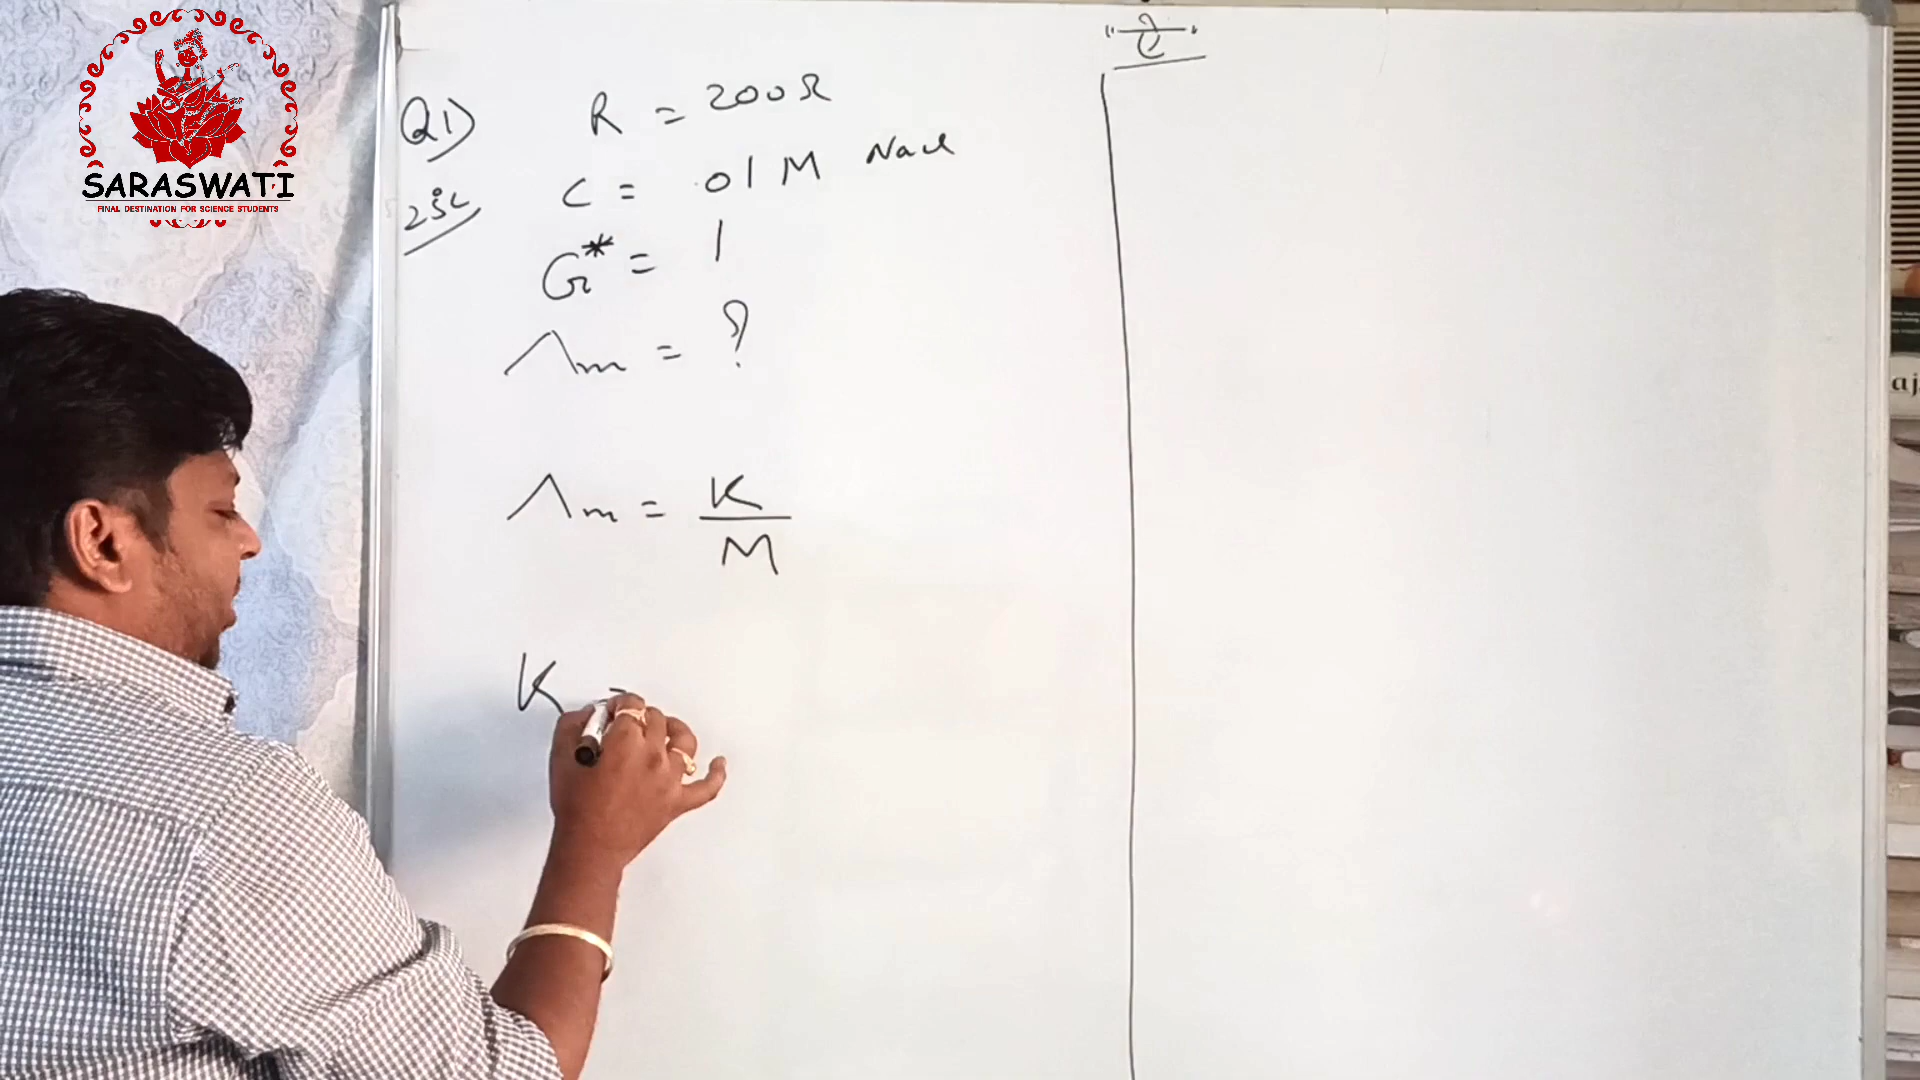 SARASWATI
FINAL DESTINATION FOR SCIENCE STUDENTS
Q1)
R = 200Ω
25°C
C = .01 M NaCl
G* = 1
Λm = ?
Λm = K / M
K =